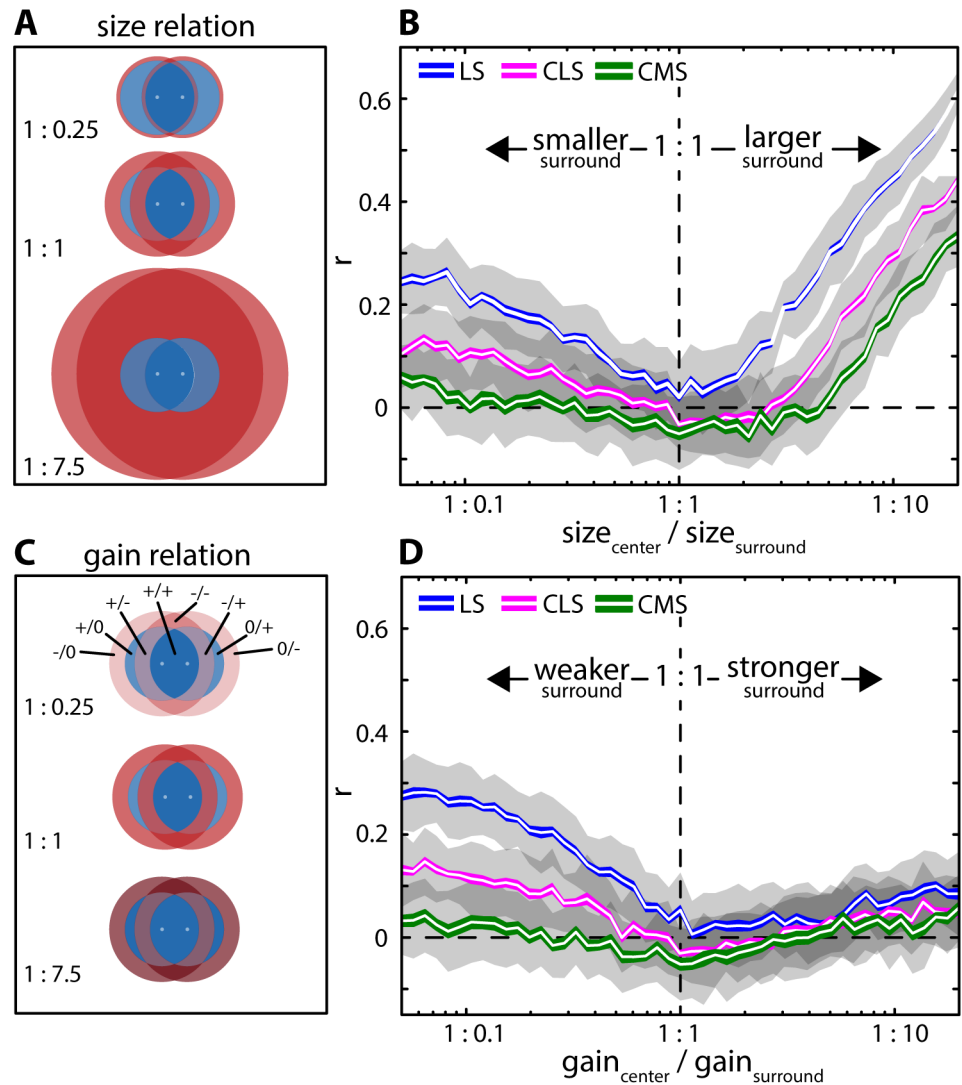 A
size relation
1 : 0.25
1 : 1
1 : 7.5
B
LS CLS CMS
smaller surround 1 : 1 larger surround
0.6
0.4
0.2
0
r
1 : 0.1 1 : 1 1 : 10
size center / size surround
C
gain relation
+/+ -/-
+/- -/+
+/0 0/+
-/0 0/-
1 : 0.25
1 : 1
1 : 7.5
D
LS CLS CMS
weaker surround 1 : 1 stronger surround
0.6
0.4
0.2
0
r
1 : 0.1 1 : 1 1 : 10
gain center / gain surround